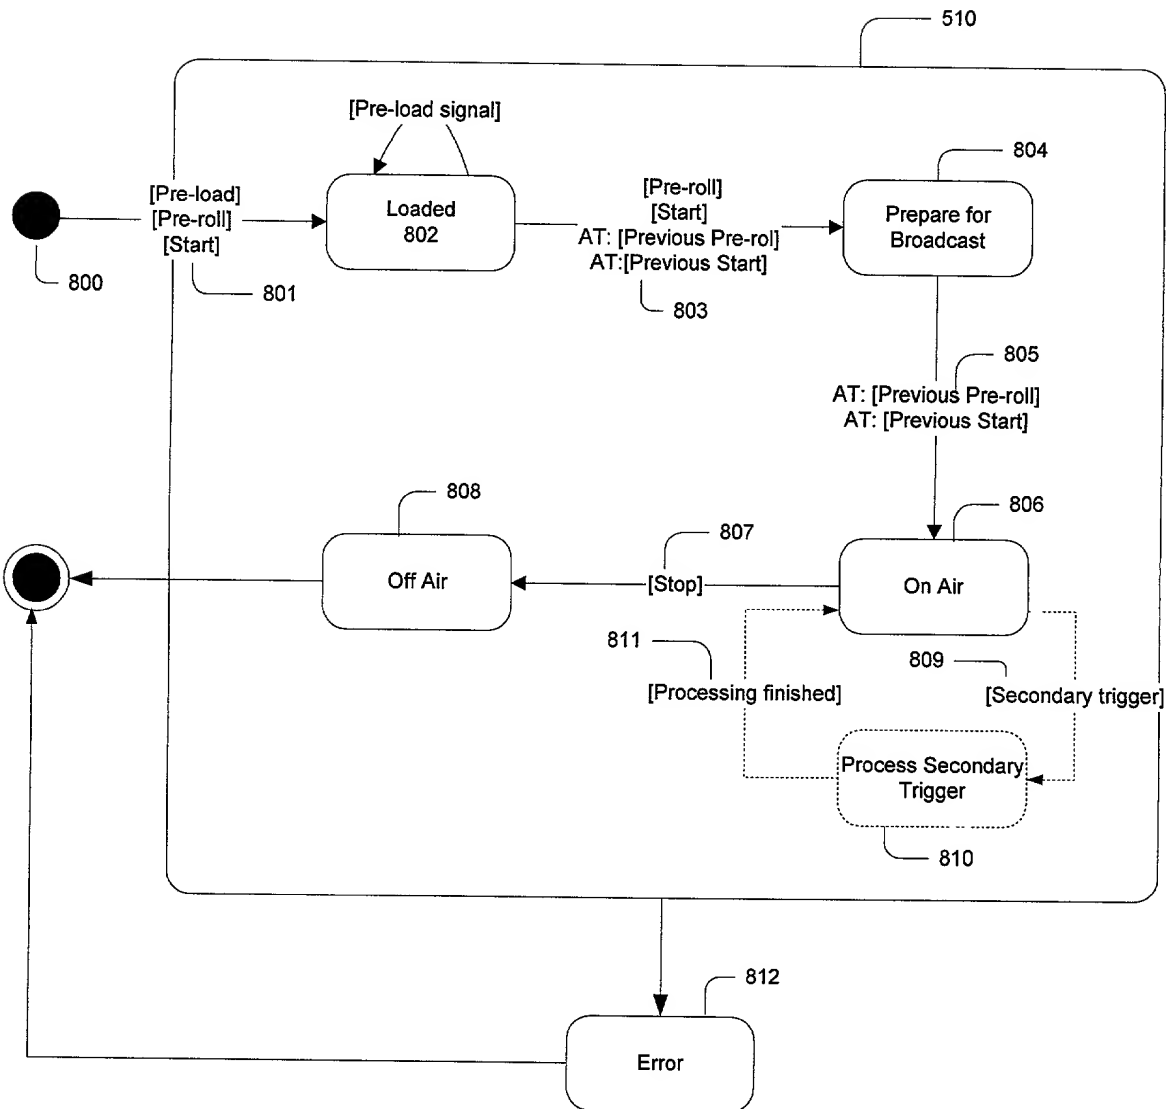 510
[Pre-load signal]
804
[Pre-load]
[Pre-roll]
[Start]
Loaded
802
[Pre-roll]
[Start]
AT: [Previous Pre-rol]
AT:[Previous Start]
Prepare for
Broadcast
800
801
803
805
AT: [Previous Pre-roll]
AT: [Previous Start]
808
806
807
Off Air
[Stop]
On Air
811
809
[Processing finished]
[Secondary trigger]
Process Secondary
Trigger
810
812
Error